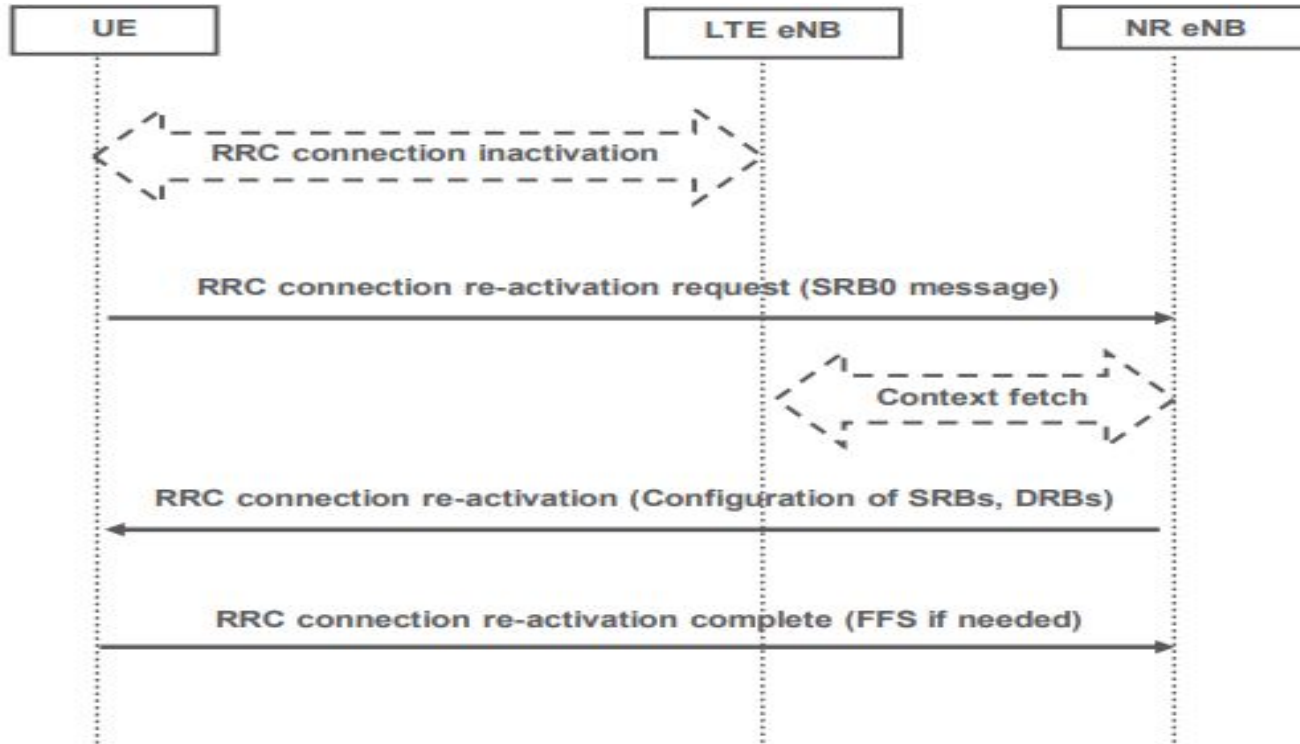 UE
LTE eNB
NR eNB
RRC connection inactivation
RRC connection re-activation request (SRB0 message)
Context fetch
RRC connection re-activation (Configuration of SRBs, DRBs)
RRC connection re-activation complete (FFS if needed)